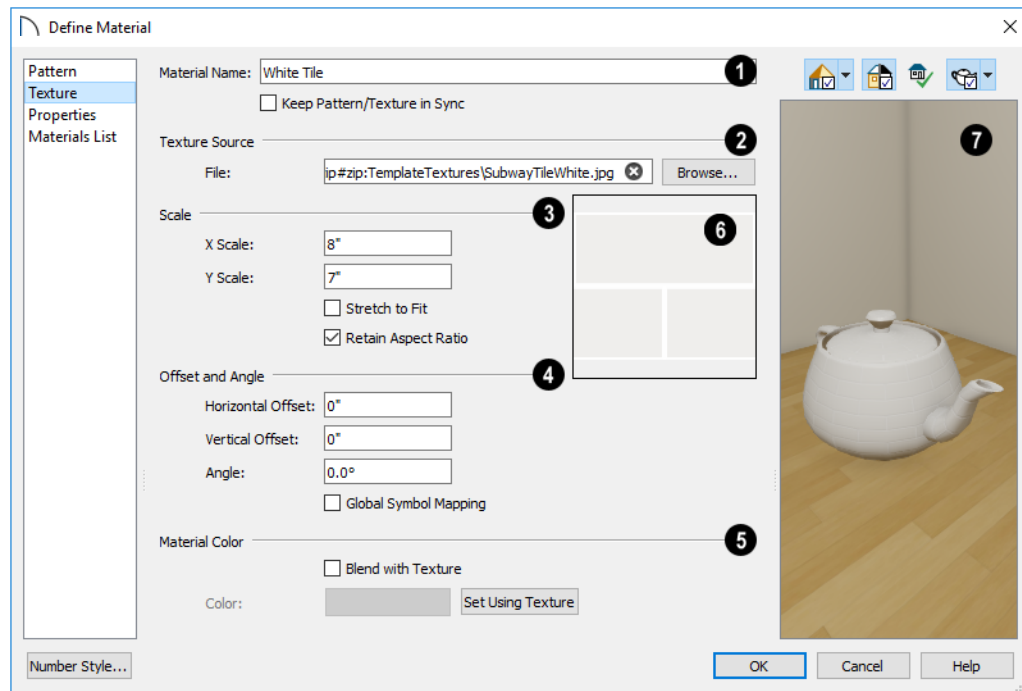 Define Material
Pattern
Texture
Properties
Materials List
Material Name: White Tile 1
Keep Pattern/Texture in Sync
Texture Source 2
File: ip#zip:TemplateTextures\SubwayTileWhite.jpg Browse...
Scale 3
X Scale: 8"
Y Scale: 7"
Stretch to Fit
Retain Aspect Ratio
6
Offset and Angle 4
Horizontal Offset: 0"
Vertical Offset: 0"
Angle: 0.0°
Global Symbol Mapping
Material Color 5
Blend with Texture
Color: Set Using Texture
7
Number Style... OK Cancel Help